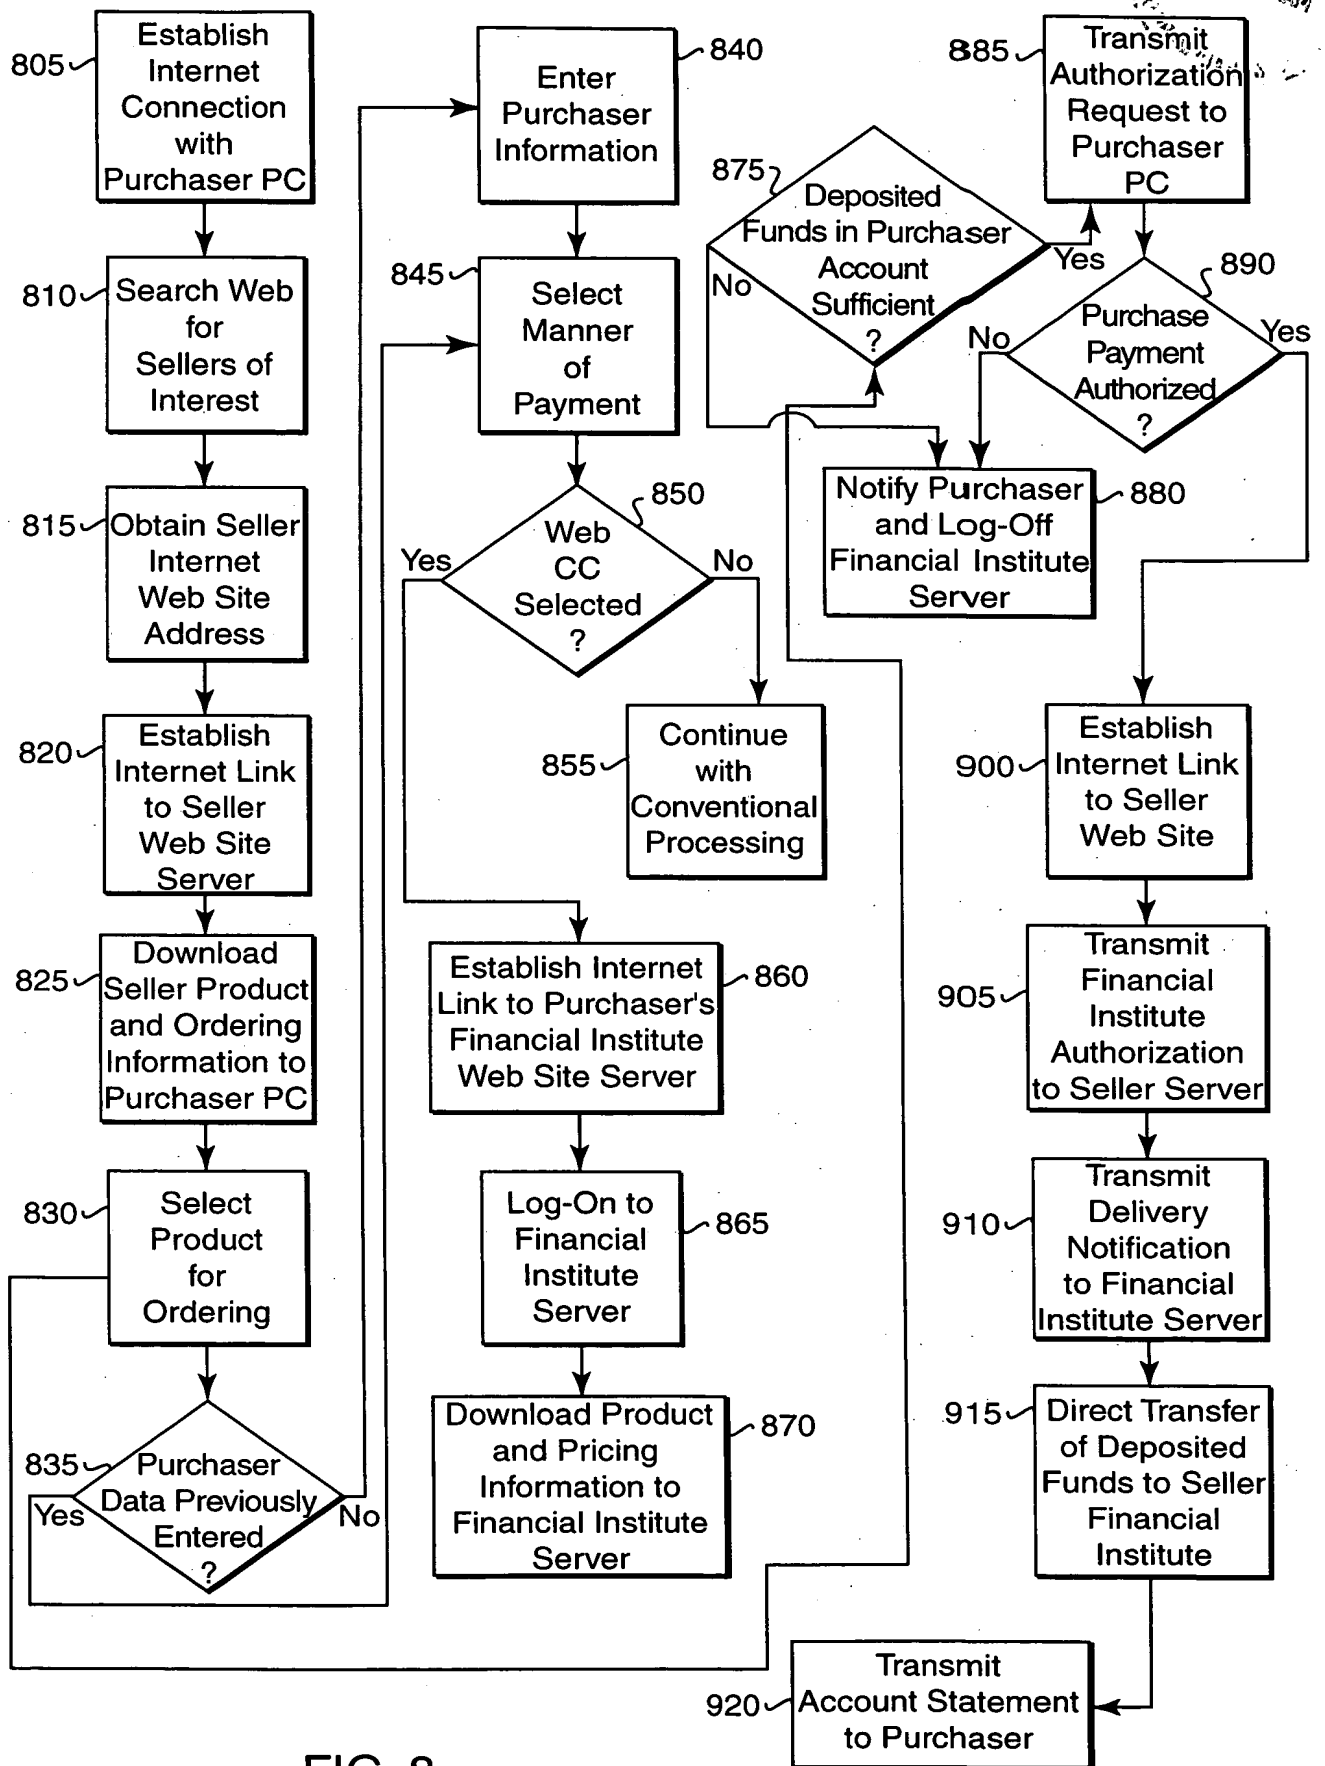 805
Establish
Internet
Connection
with
Purchaser PC
810
Search Web
for
Sellers of
Interest
815
Obtain Seller
Internet
Web Site
Address
820
Establish
Internet Link
to Seller
Web Site
Server
825
Download
Seller Product
and Ordering
Information to
Purchaser PC
830
Select
Product
for
Ordering
835
Purchaser
Data Previously
Entered
?
Yes
No
840
Enter
Purchaser
Information
845
Select
Manner
of
Payment
850
Web
CC
Selected
?
Yes
No
855
Continue
with
Conventional
Processing
860
Establish Internet
Link to Purchaser's
Financial Institute
Web Site Server
865
Log-On to
Financial
Institute
Server
870
Download Product
and Pricing
Information to
Financial Institute
Server
875
Deposited
Funds in Purchaser
Account
Sufficient
?
No
Yes
880
Notify Purchaser
and Log-Off
Financial Institute
Server
885
Transmit
Authorization
Request to
Purchaser
PC
890
Purchase
Payment
Authorized
?
No
Yes
900
Establish
Internet Link
to Seller
Web Site
905
Transmit
Financial
Institute
Authorization
to Seller Server
910
Transmit
Delivery
Notification
to Financial
Institute Server
915
Direct Transfer
of Deposited
Funds to Seller
Financial
Institute
920
Transmit
Account Statement
to Purchaser
FIG. 8